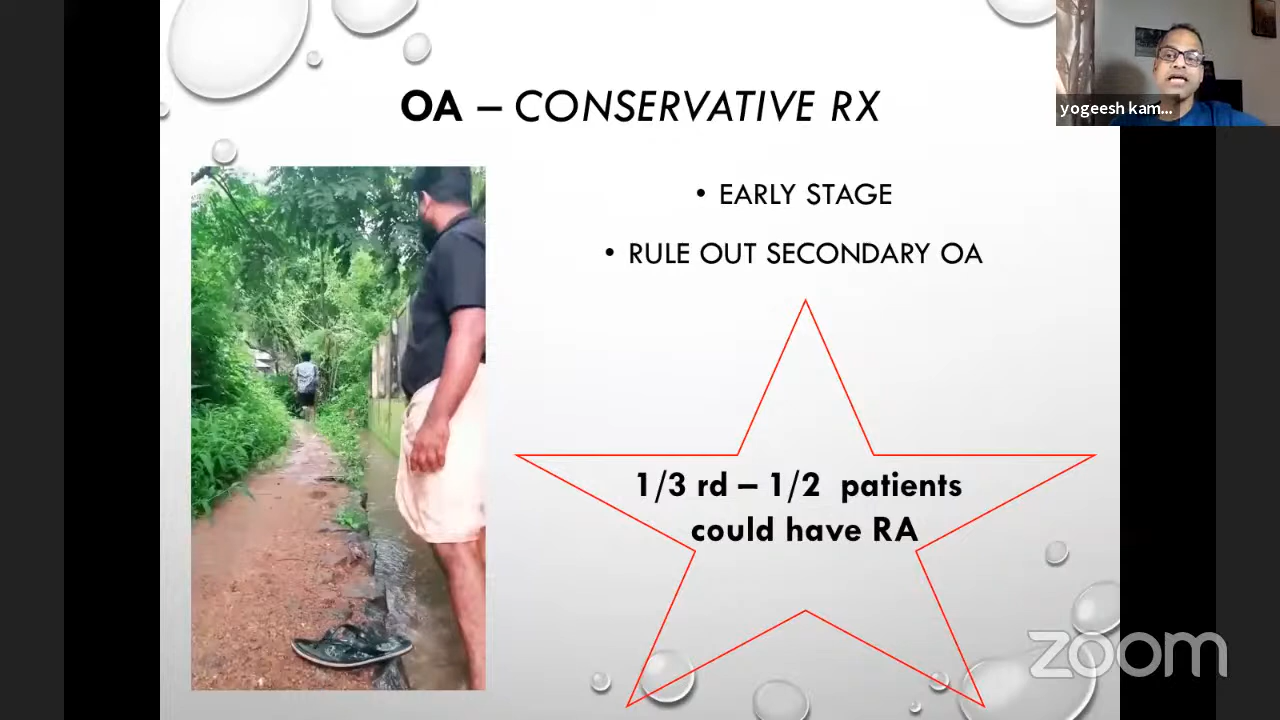 OA – CONSERVATIVE RX
yogeesh kam...
• EARLY STAGE
• RULE OUT SECONDARY OA
1/3 rd – 1/2 patients
could have RA
zoom